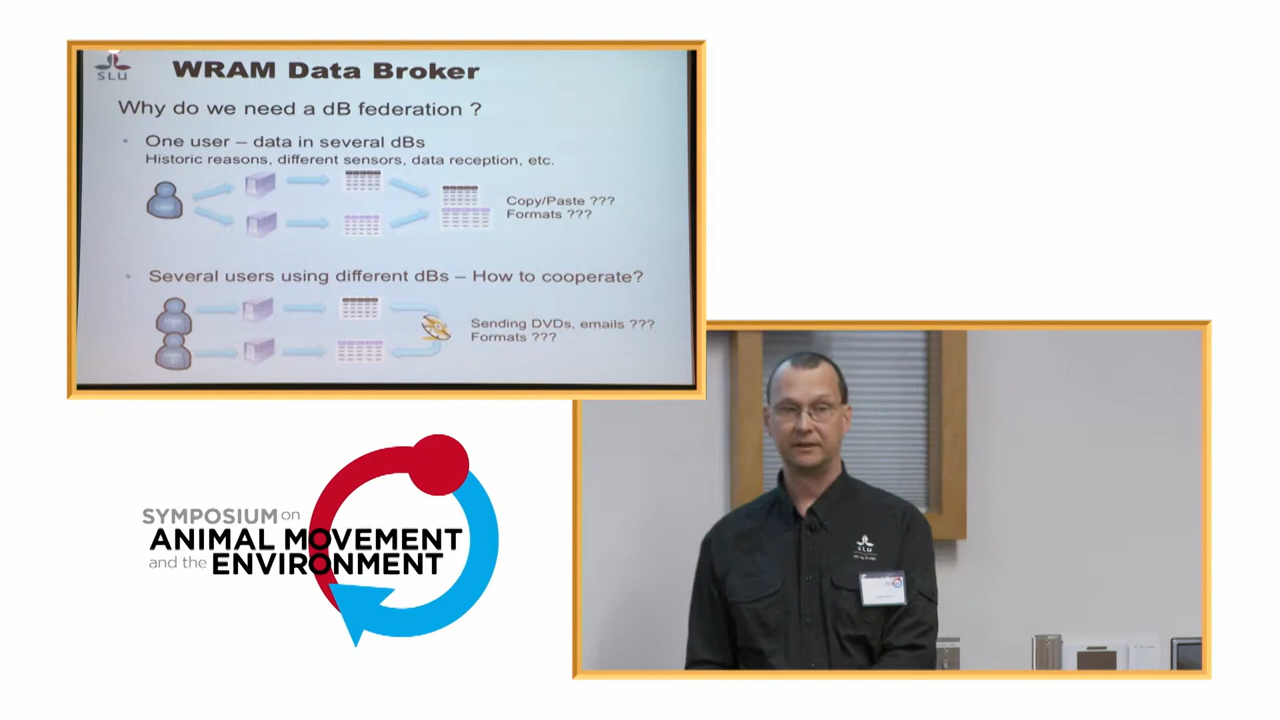 SLU
WRAM Data Broker
Why do we need a dB federation ?
• One user – data in several dBs
Historic reasons, different sensors, data reception, etc.
Copy/Paste ???
Formats ???
• Several users using different dBs – How to cooperate?
Sending DVDs, emails ???
Formats ???
SYMPOSIUM on
ANIMAL MOVEMENT
and the ENVIRONMENT
SLU